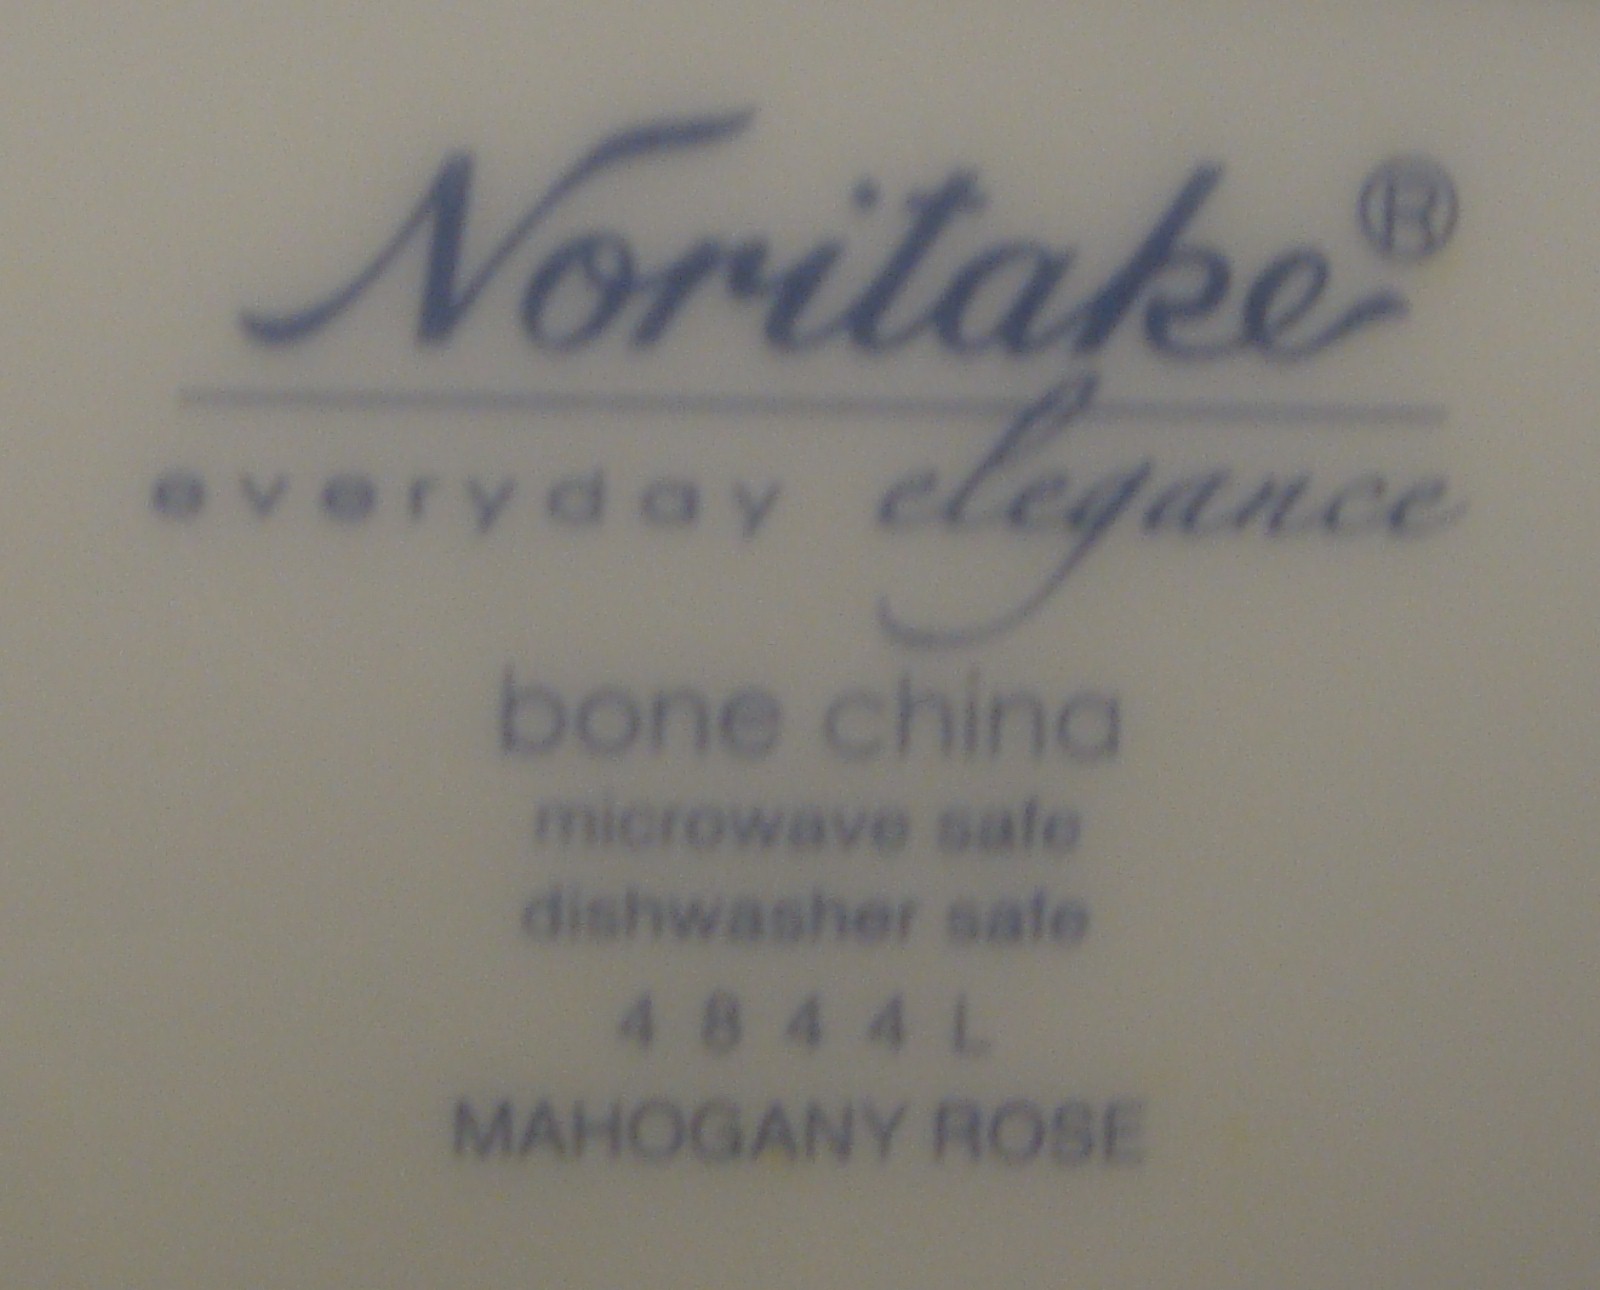 Noritake®
everyday elegance
bone china
microwave safe
dishwasher safe
4844L
MAHOGANY ROSE